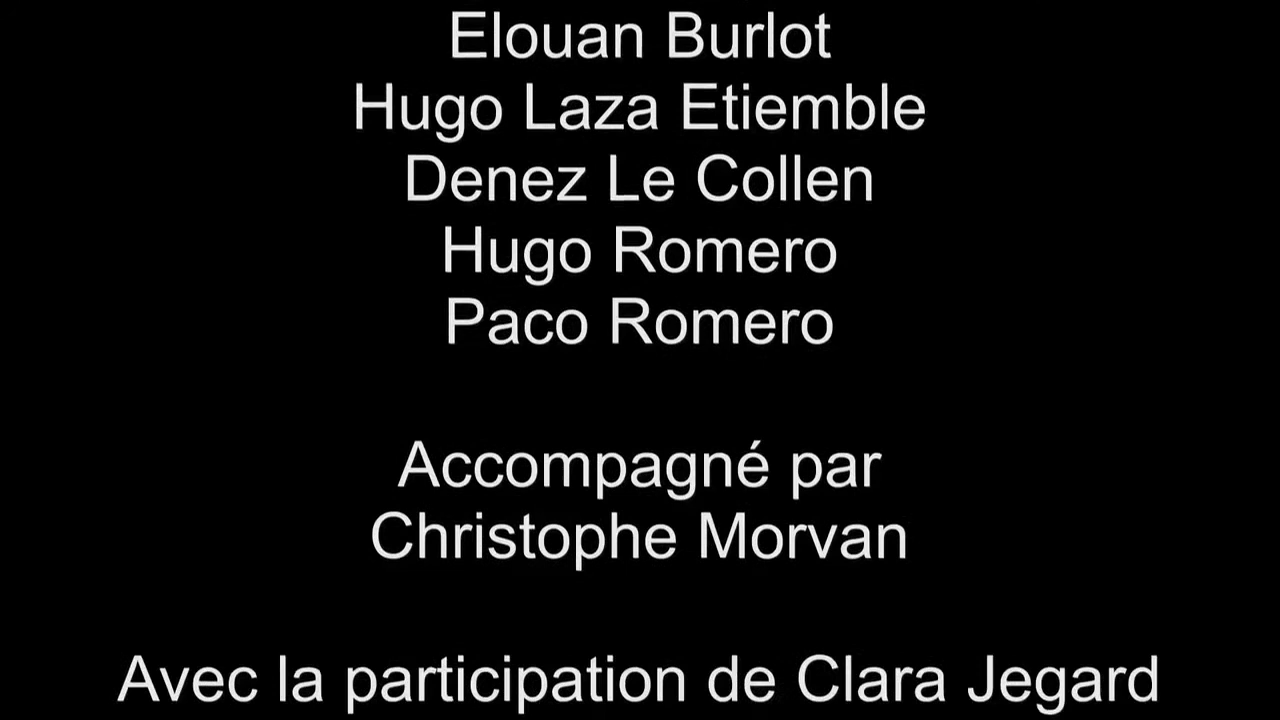 Elouan Burlot
Hugo Laza Etiemble
Denez Le Collen
Hugo Romero
Paco Romero
Accompagné par
Christophe Morvan
Avec la participation de Clara Jegard